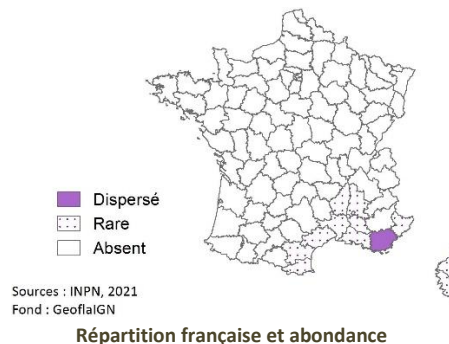 Dispersé
Rare
Absent
Sources : INPN, 2021
Fond : GeoflaIGN
Répartition française et abondance